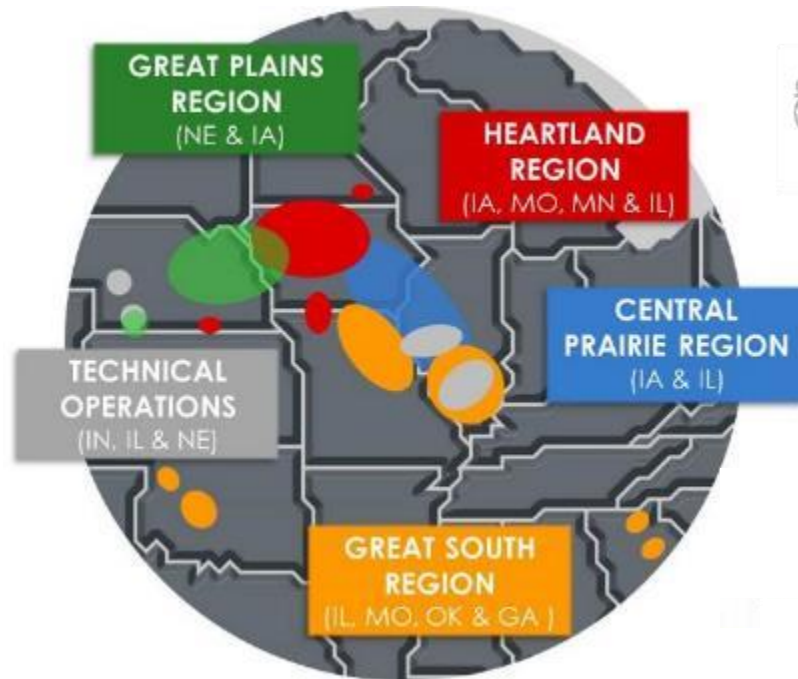 GREAT PLAINS
REGION
(NE & IA)
HEARTLAND
REGION
(IA, MO, MN & IL)
CENTRAL
PRAIRIE REGION
(IA & IL)
TECHNICAL
OPERATIONS
(IN, IL & NE)
GREAT SOUTH
REGION
(IL, MO, OK & GA )